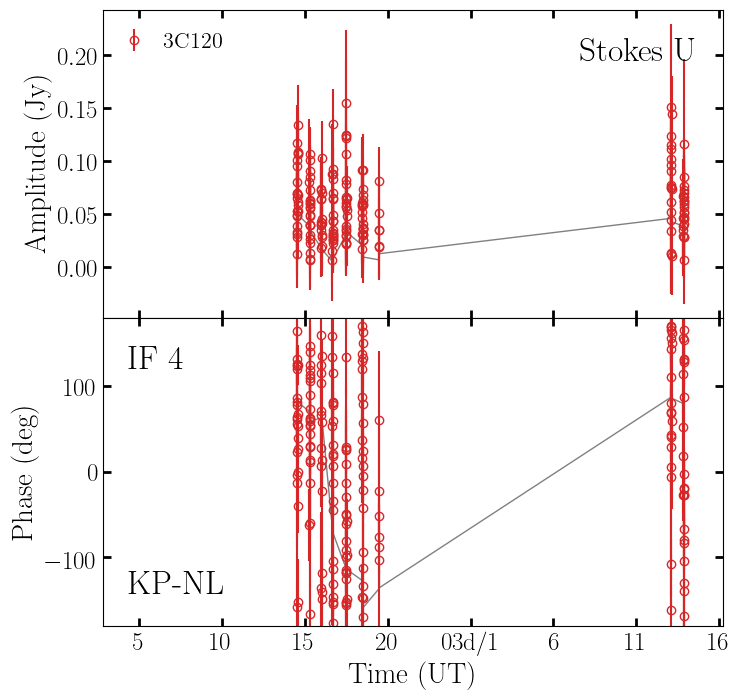 3C120
Stokes U
0.20
0.15
0.10
0.05
0.00
Amplitude (Jy)
IF 4
100
0
−100
Phase (deg)
KP-NL
5 10 15 20 03d/1 6 11 16
Time (UT)